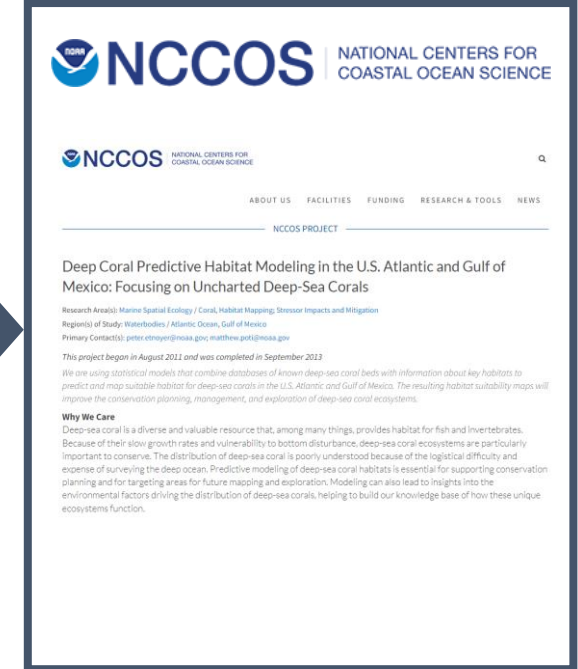 NOAA
NCCOS NATIONAL CENTERS FOR
COASTAL OCEAN SCIENCE
NCCOS NATIONAL CENTERS FOR
COASTAL OCEAN SCIENCE
ABOUT US FACILITIES FUNDING RESEARCH & TOOLS NEWS
NCCOS PROJECT
Deep Coral Predictive Habitat Modeling in the U.S. Atlantic and Gulf of
Mexico: Focusing on Uncharted Deep-Sea Corals
Research Area(s): Marine Spatial Ecology / Coral, Habitat Mapping; Stressor Impacts and Mitigation
Region(s) of Study: Waterbodies / Atlantic Ocean, Gulf of Mexico
Primary Contact(s): peter.etnoyer@noaa.gov; matthew.poti@noaa.gov
This project began in August 2011 and was completed in September 2013
We are using statistical models that combine databases of known deep-sea coral beds with information about key habitats to
predict and map suitable habitat for deep-sea corals in the U.S. Atlantic and Gulf of Mexico. The resulting habitat suitability maps will
improve the conservation planning, management, and exploration of deep-sea coral ecosystems.
Why We Care
Deep-sea coral is a diverse and valuable resource that, among many things, provides habitat for fish and invertebrates.
Because of their slow growth rates and vulnerability to bottom disturbance, deep-sea coral ecosystems are particularly
important to conserve. The distribution of deep-sea coral is poorly understood because of the logistical difficulty and
expense of surveying the deep ocean. Predictive modeling of deep-sea coral habitats is essential for supporting conservation
planning and for targeting areas for future mapping and exploration. Modeling can also lead to insights into the
environmental factors driving the distribution of deep-sea corals, helping to build our knowledge base of how these unique
ecosystems function.